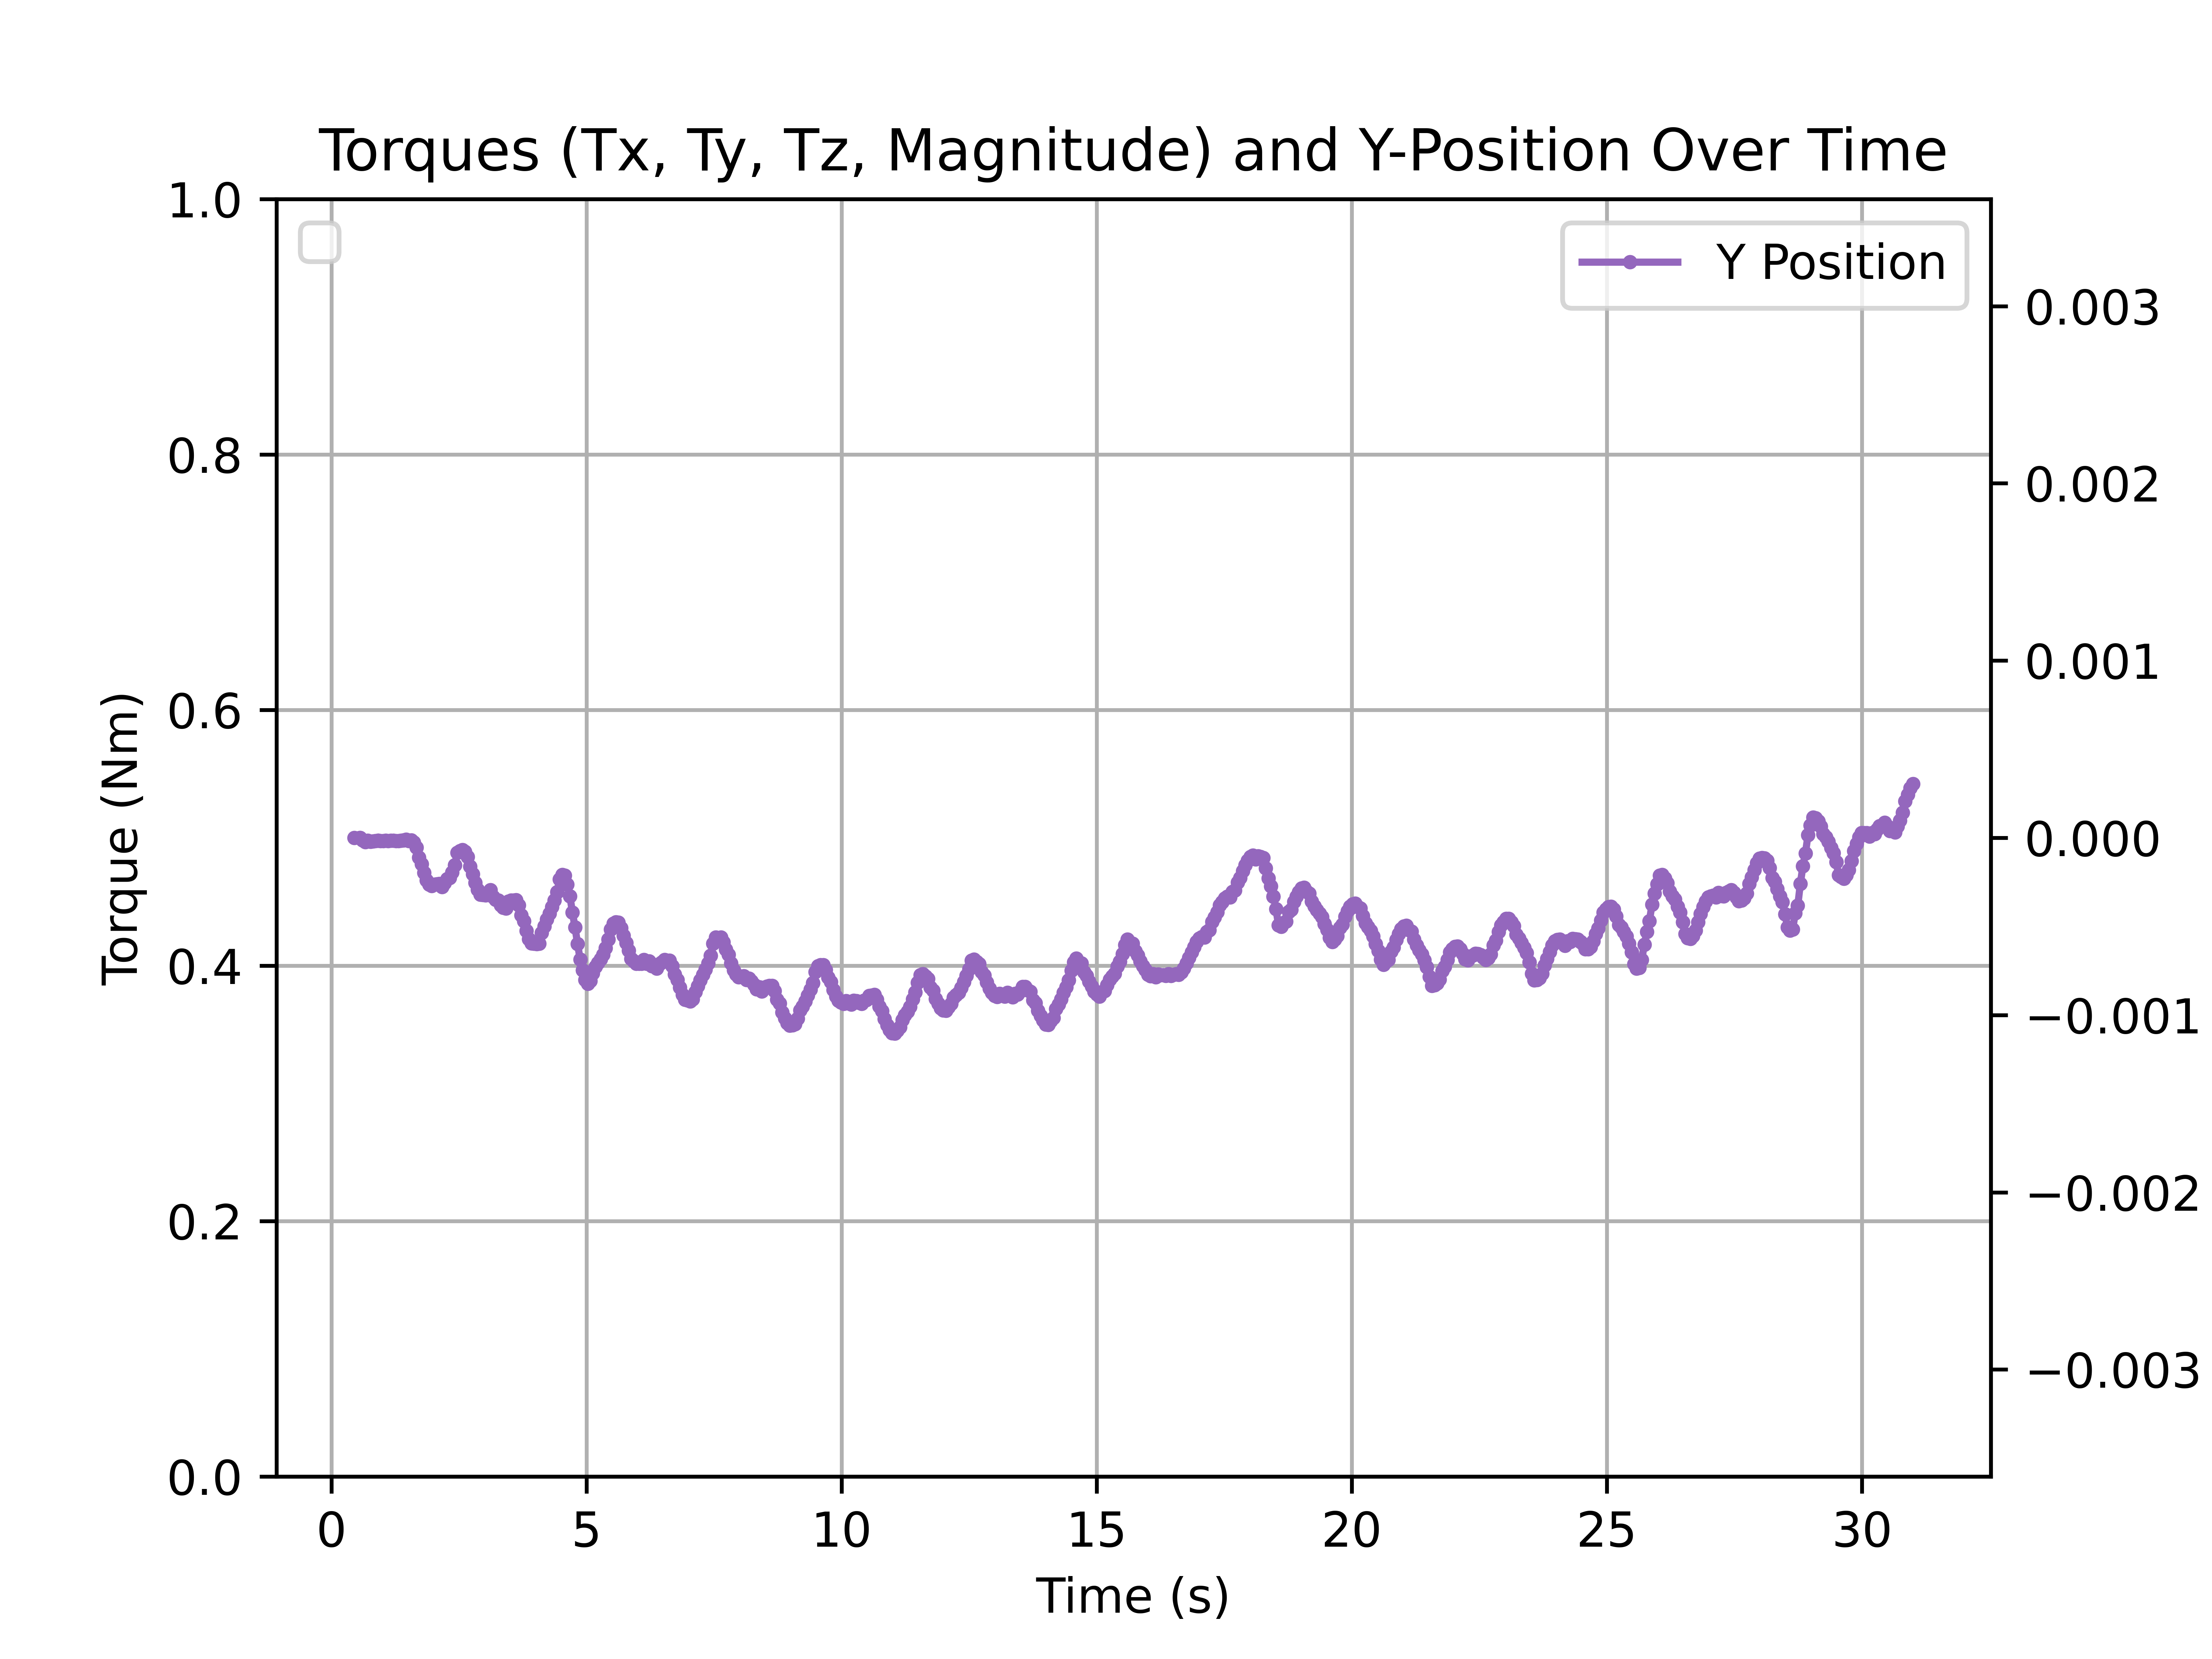 Torques (Tx, Ty, Tz, Magnitude) and Y-Position Over Time
Y Position
1.0
0.8
0.6
0.4
0.2
0.0
Torque (Nm)
0.003
0.002
0.001
0.000
−0.001
−0.002
−0.003
0 5 10 15 20 25 30
Time (s)